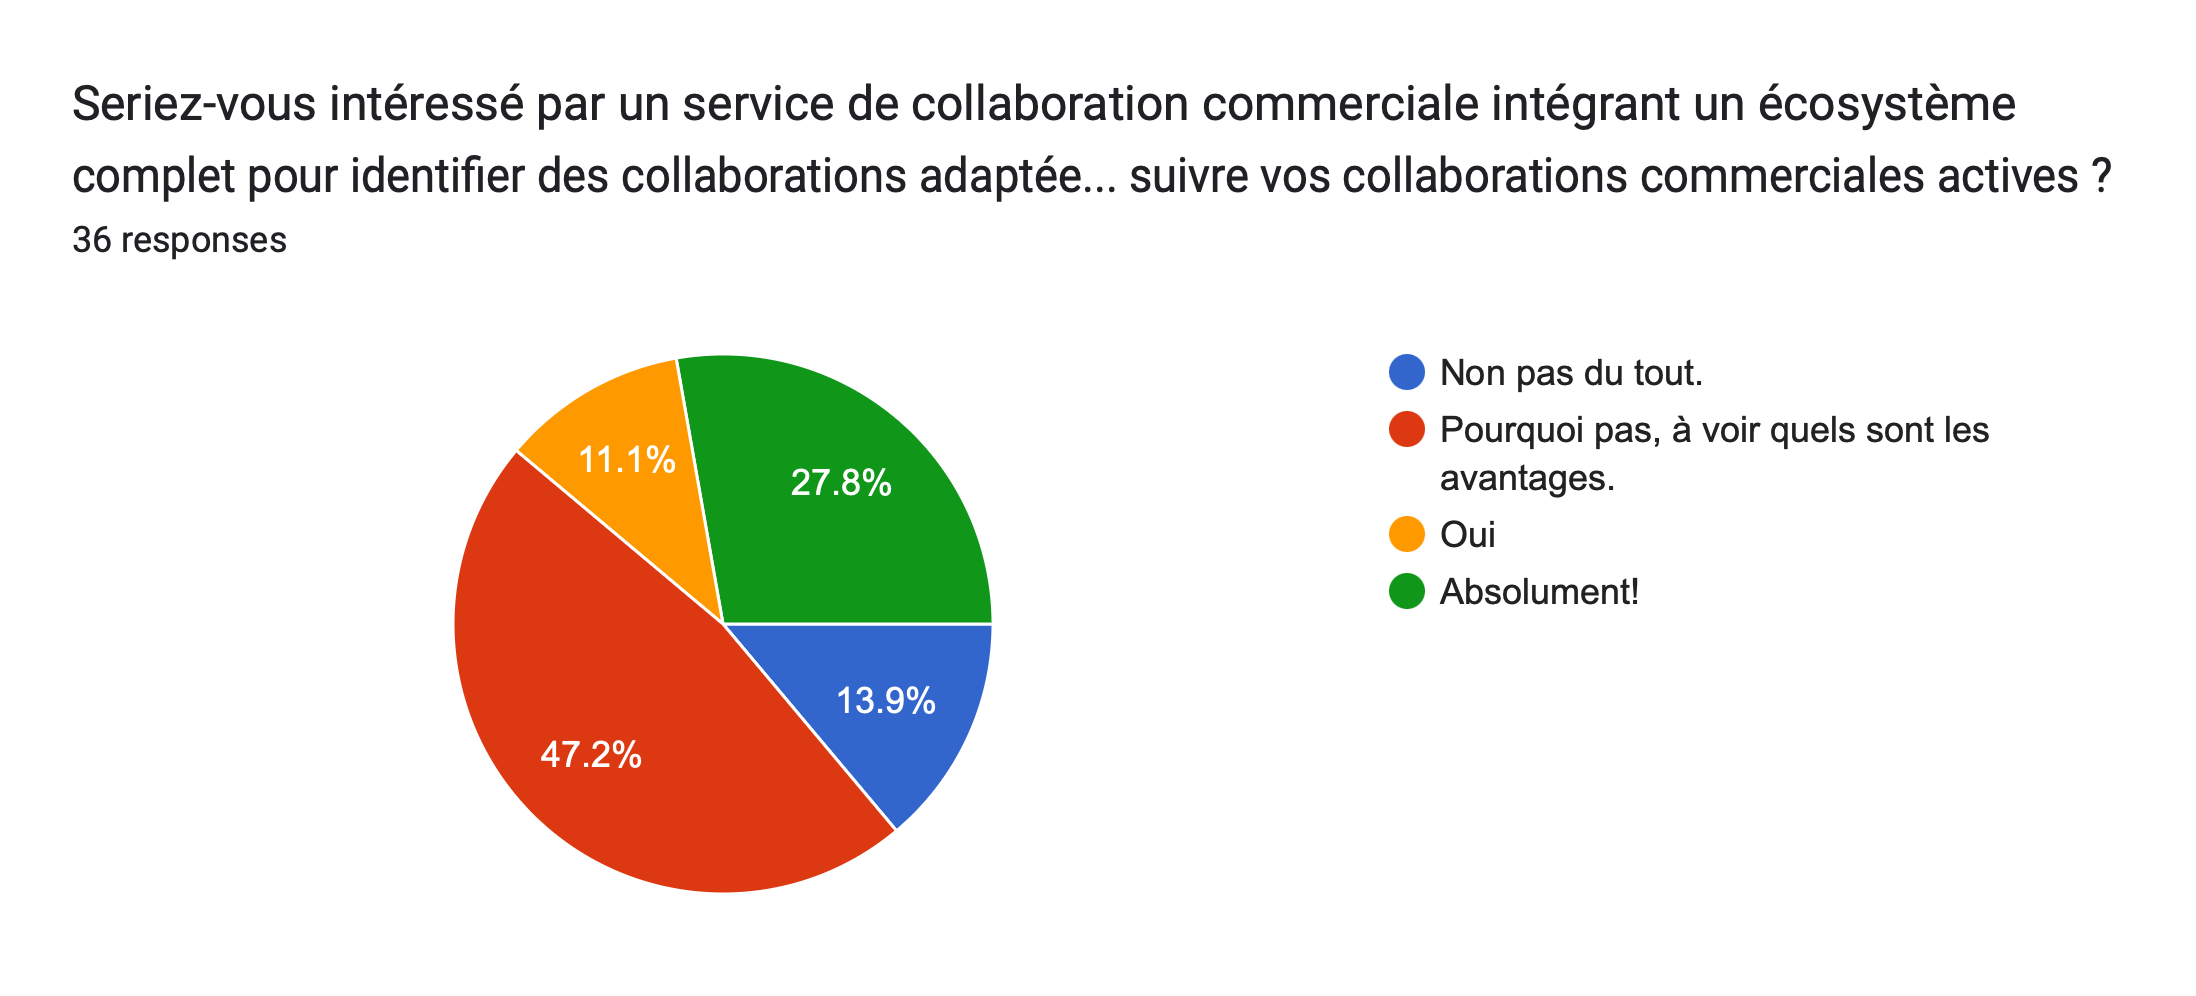 Seriez-vous intéressé par un service de collaboration commerciale intégrant un écosystème
complet pour identifier des collaborations adaptée... suivre vos collaborations commerciales actives ?
36 responses
11.1%
27.8%
13.9%
47.2%
Non pas du tout.
Pourquoi pas, à voir quels sont les
avantages.
Oui
Absolument!